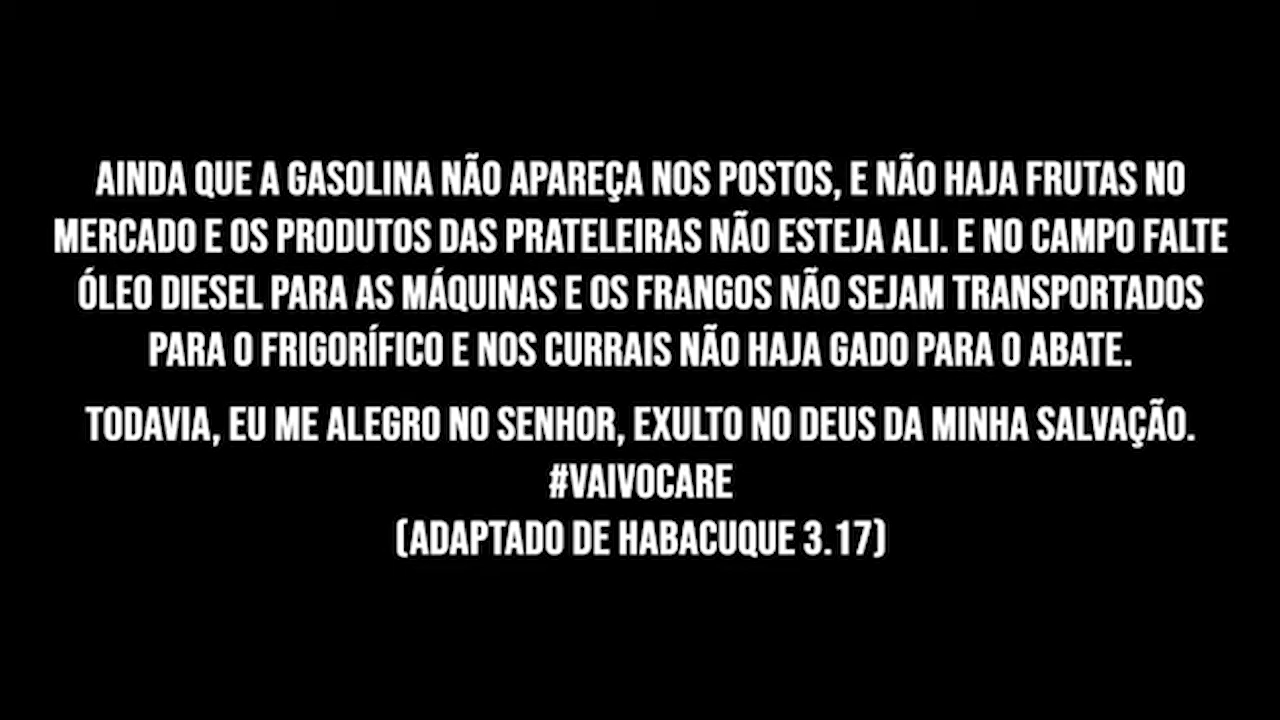 AINDA QUE A GASOLINA NÃO APAREÇA NOS POSTOS, E NÃO HAJA FRUTAS NO
MERCADO E OS PRODUTOS DAS PRATELEIRAS NÃO ESTEJA ALI. E NO CAMPO FALTE
ÓLEO DIESEL PARA AS MÁQUINAS E OS FRANGOS NÃO SEJAM TRANSPORTADOS
PARA O FRIGORÍFICO E NOS CURRAIS NÃO HAJA GADO PARA O ABATE.
TODAVIA, EU ME ALEGRO NO SENHOR, EXULTO NO DEUS DA MINHA SALVAÇÃO.
#VAIVOCARE
(ADAPTADO DE HABACUQUE 3.17)